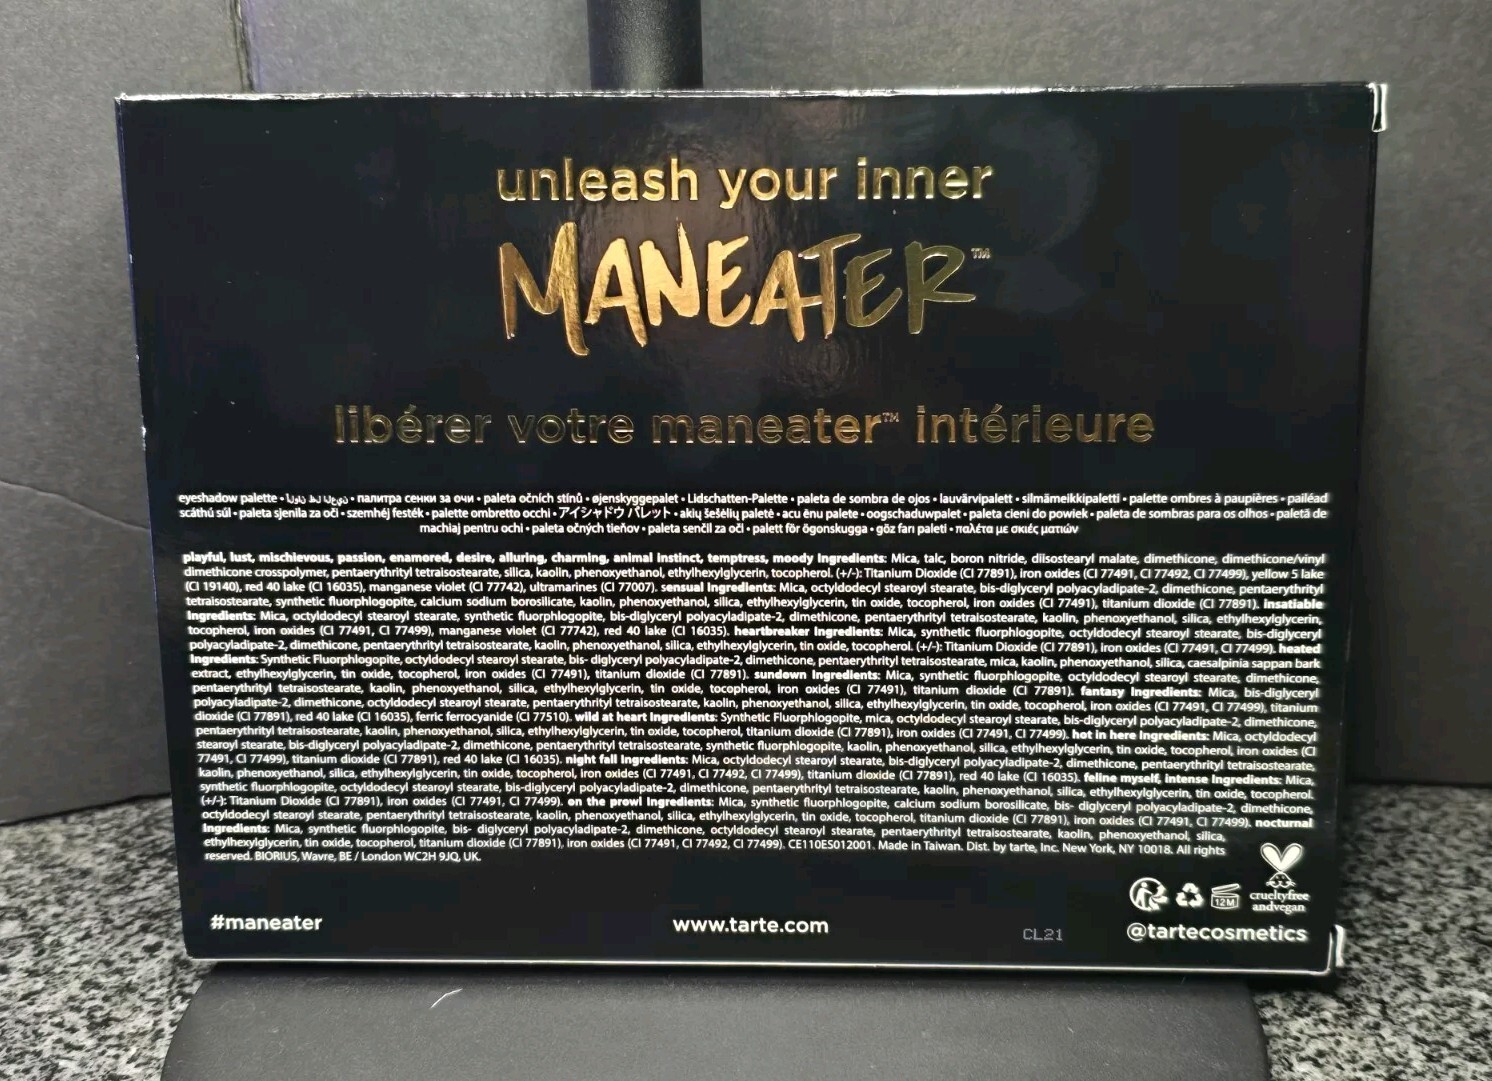 unleash your inner
MANEATER™
libérer votre maneater™ intérieure
eyeshadow palette • палитра сенки за очи • paleta očních stínů • øjenskyggepalet • Lidschatten-Palette • paleta de sombra de ojos • lauvärvipalett • silmämeikkipaletti • palette ombres à paupières • pailéad
scáthú súl • paleta sjenila za oči • szemhéj festék • palette ombretto occhi • アイシャドウ パレット • akių šešėlių paletė • acu ēnu palete • oogschaduwpalet • paleta cieni do powiek • paleta de sombras para os olhos • paletă de
machiaj pentru ochi • paleta očných tieňov • paleta senčil za oči • palett för ögonskugga • göz farı paleti • παλέτα με σκιές ματιών
playful, lust, mischievous, passion, enamored, desire, alluring, charming, animal instinct, temptress, moody Ingredients: Mica, talc, boron nitride, diisostearyl malate, dimethicone, dimethicone/vinyl
dimethicone crosspolymer, pentaerythrityl tetraisostearate, silica, kaolin, phenoxyethanol, ethylhexylglycerin, tocopherol. (+/-): Titanium Dioxide (CI 77891), iron oxides (CI 77491, CI 77492, CI 77499), yellow 5 lake
(CI 19140), red 40 lake (CI 16035), manganese violet (CI 77742), ultramarines (CI 77007). sensual Ingredients: Mica, octyldodecyl stearoyl stearate, bis-diglyceryl polyacyladipate-2, dimethicone, pentaerythrityl
tetraisostearate, synthetic fluorphlogopite, calcium sodium borosilicate, kaolin, phenoxyethanol, silica, ethylhexylglycerin, tin oxide, tocopherol, iron oxides (CI 77491), titanium dioxide (CI 77891). insatiable
Ingredients: Mica, octyldodecyl stearoyl stearate, synthetic fluorphlogopite, bis-diglyceryl polyacyladipate-2, dimethicone, pentaerythrityl tetraisostearate, kaolin, phenoxyethanol, silica, ethylhexylglycerin,
tocopherol, iron oxides (CI 77491, CI 77499), manganese violet (CI 77742), red 40 lake (CI 16035). heartbreaker Ingredients: Mica, synthetic fluorphlogopite, octyldodecyl stearoyl stearate, bis-diglyceryl
polyacyladipate-2, dimethicone, pentaerythrityl tetraisostearate, kaolin, phenoxyethanol, silica, ethylhexylglycerin, tin oxide, tocopherol. (+/-): Titanium Dioxide (CI 77891), iron oxides (CI 77491, CI 77499). heated
Ingredients: Synthetic Fluorphlogopite, octyldodecyl stearoyl stearate, bis- diglyceryl polyacyladipate-2, dimethicone, pentaerythrityl tetraisostearate, mica, kaolin, phenoxyethanol, silica, caesalpinia sappan bark
extract, ethylhexylglycerin, tin oxide, tocopherol, iron oxides (CI 77491), titanium dioxide (CI 77891). sundown Ingredients: Mica, synthetic fluorphlogopite, octyldodecyl stearoyl stearate, dimethicone,
pentaerythrityl tetraisostearate, kaolin, phenoxyethanol, silica, ethylhexylglycerin, tin oxide, tocopherol, iron oxides (CI 77491), titanium dioxide (CI 77891). fantasy Ingredients: Mica, bis-diglyceryl
polyacyladipate-2, dimethicone, octyldodecyl stearoyl stearate, pentaerythrityl tetraisostearate, kaolin, phenoxyethanol, silica, ethylhexylglycerin, tin oxide, tocopherol, iron oxides (CI 77491, CI 77499), titanium
dioxide (CI 77891), red 40 lake (CI 16035), ferric ferrocyanide (CI 77510). wild at heart Ingredients: Synthetic Fluorphlogopite, mica, octyldodecyl stearoyl stearate, bis-diglyceryl polyacyladipate-2, dimethicone,
pentaerythrityl tetraisostearate, kaolin, phenoxyethanol, silica, ethylhexylglycerin, tin oxide, tocopherol, titanium dioxide (CI 77891), iron oxides (CI 77491, CI 77499). hot in here Ingredients: Mica, octyldodecyl
stearoyl stearate, bis-diglyceryl polyacyladipate-2, dimethicone, pentaerythrityl tetraisostearate, synthetic fluorphlogopite, kaolin, phenoxyethanol, silica, ethylhexylglycerin, tin oxide, tocopherol, iron oxides (CI
77491, CI 77499), titanium dioxide (CI 77891), red 40 lake (CI 16035). night fall Ingredients: Mica, octyldodecyl stearoyl stearate, bis-diglyceryl polyacyladipate-2, dimethicone, pentaerythrityl tetraisostearate,
kaolin, phenoxyethanol, silica, ethylhexylglycerin, tin oxide, tocopherol, iron oxides (CI 77491, CI 77492, CI 77499), titanium dioxide (CI 77891), red 40 lake (CI 16035). feline myself, intense Ingredients: Mica,
synthetic fluorphlogopite, octyldodecyl stearoyl stearate, bis-diglyceryl polyacyladipate-2, dimethicone, pentaerythrityl tetraisostearate, kaolin, phenoxyethanol, silica, ethylhexylglycerin, tin oxide, tocopherol.
(+/-): Titanium Dioxide (CI 77891), iron oxides (CI 77491, CI 77499). on the prowl Ingredients: Mica, synthetic fluorphlogopite, calcium sodium borosilicate, bis- diglyceryl polyacyladipate-2, dimethicone,
octyldodecyl stearoyl stearate, pentaerythrityl tetraisostearate, kaolin, phenoxyethanol, silica, ethylhexylglycerin, tin oxide, tocopherol, titanium dioxide (CI 77891), iron oxides (CI 77491, CI 77499). nocturnal
Ingredients: Mica, synthetic fluorphlogopite, bis- diglyceryl polyacyladipate-2, dimethicone, octyldodecyl stearoyl stearate, pentaerythrityl tetraisostearate, kaolin, phenoxyethanol, silica,
ethylhexylglycerin, tin oxide, tocopherol, titanium dioxide (CI 77891), iron oxides (CI 77491, CI 77492, CI 77499). CE110ES012001. Made in Taiwan. Dist. by tarte, Inc. New York, NY 10018. All rights
reserved. BIORIUS, Wavre, BE / London WC2H 9JQ, UK.
12M
crueltyfree
andvegan
#maneater
www.tarte.com
CL21
@tartecosmetics